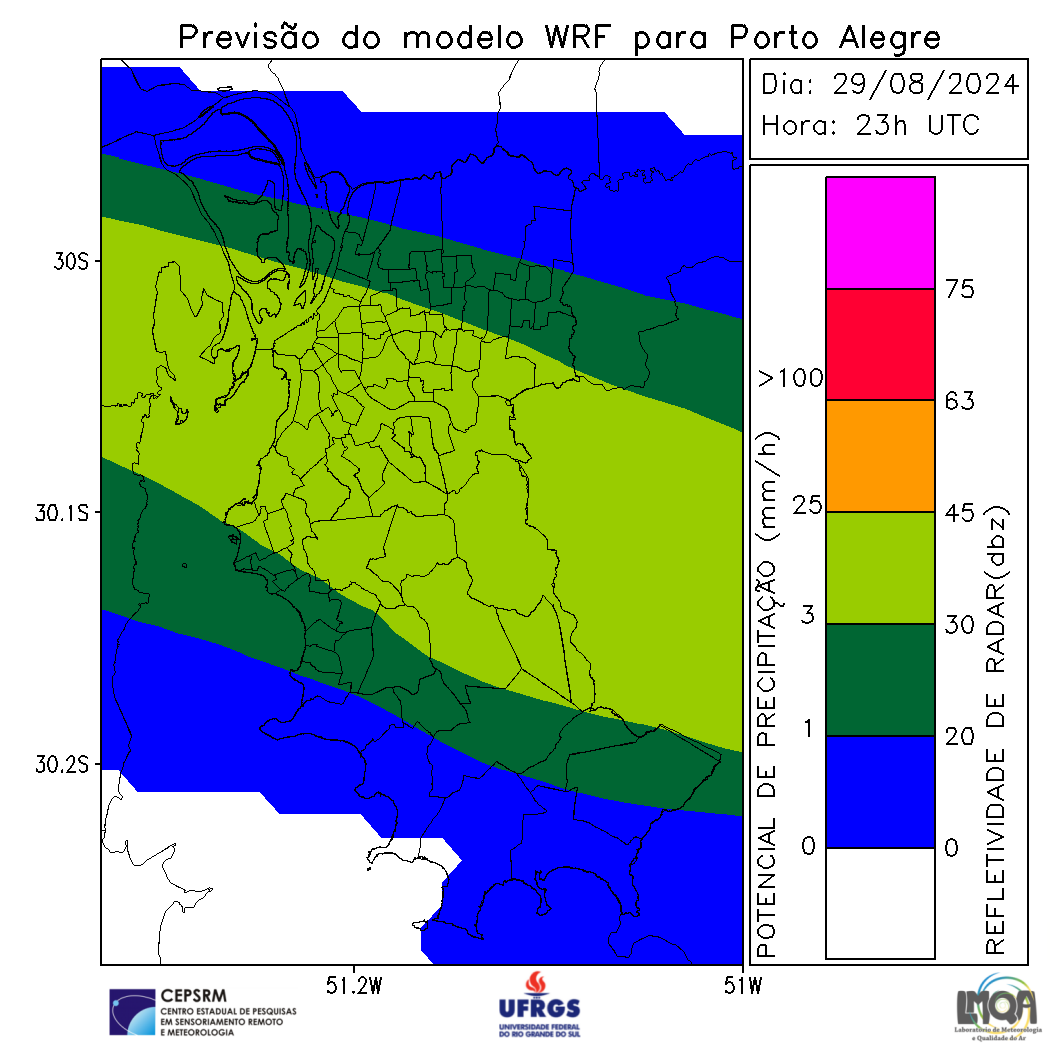 Previsão do modelo WRF para Porto Alegre
Dia: 29/08/2024
Hora: 23h UTC
30S
30.1S
30.2S
51.2W
51W
POTENCIAL DE PRECIPITAÇÃO (mm/h)
>100
25
3
1
0
75
63
45
30
20
0
REFLETIVIDADE DE RADAR(dbz)
CEPSRM
CENTRO ESTADUAL DE PESQUISAS
EM SENSORIAMENTO REMOTO
E METEOROLOGIA
UFRGS
UNIVERSIDADE FEDERAL
DO RIO GRANDE DO SUL
LMQA
Laboratório de Meteorologia
e Qualidade do Ar